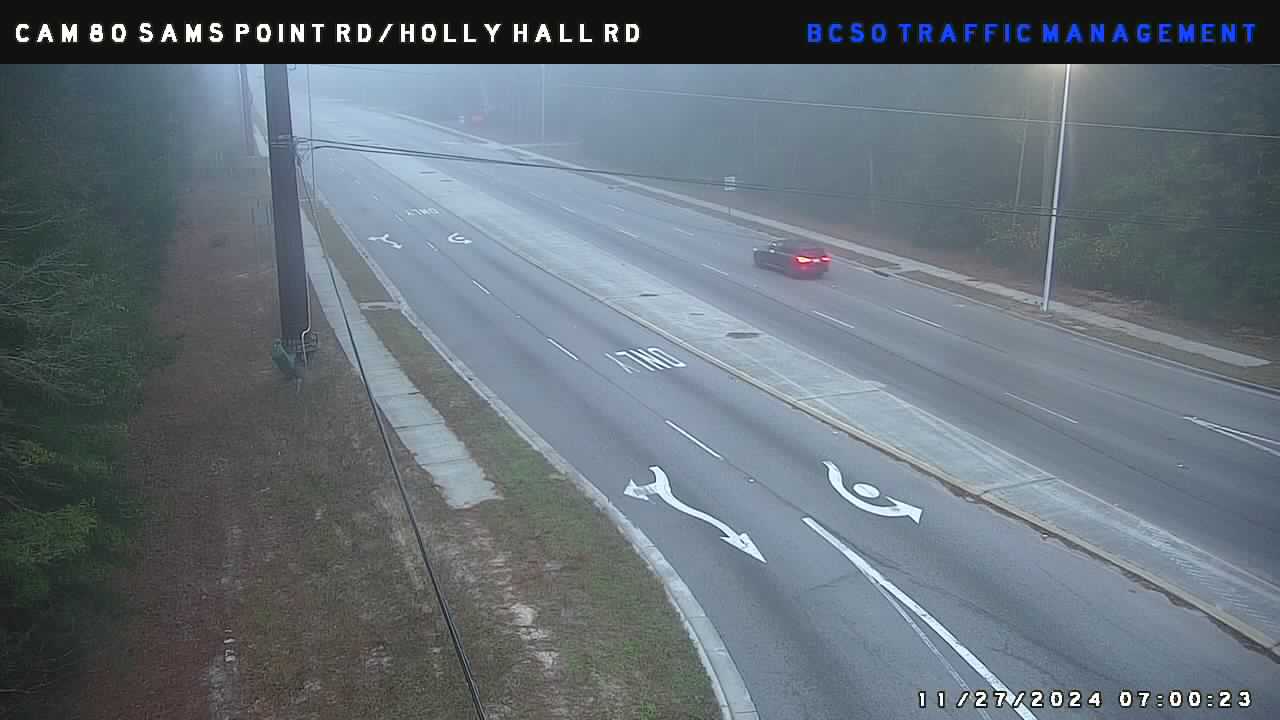 CAM 80 SAMS POINT RD/HOLLY HALL RD
BCSO TRAFFIC MANAGEMENT
ONLY
ONLY
11/27/2024 07:00:23